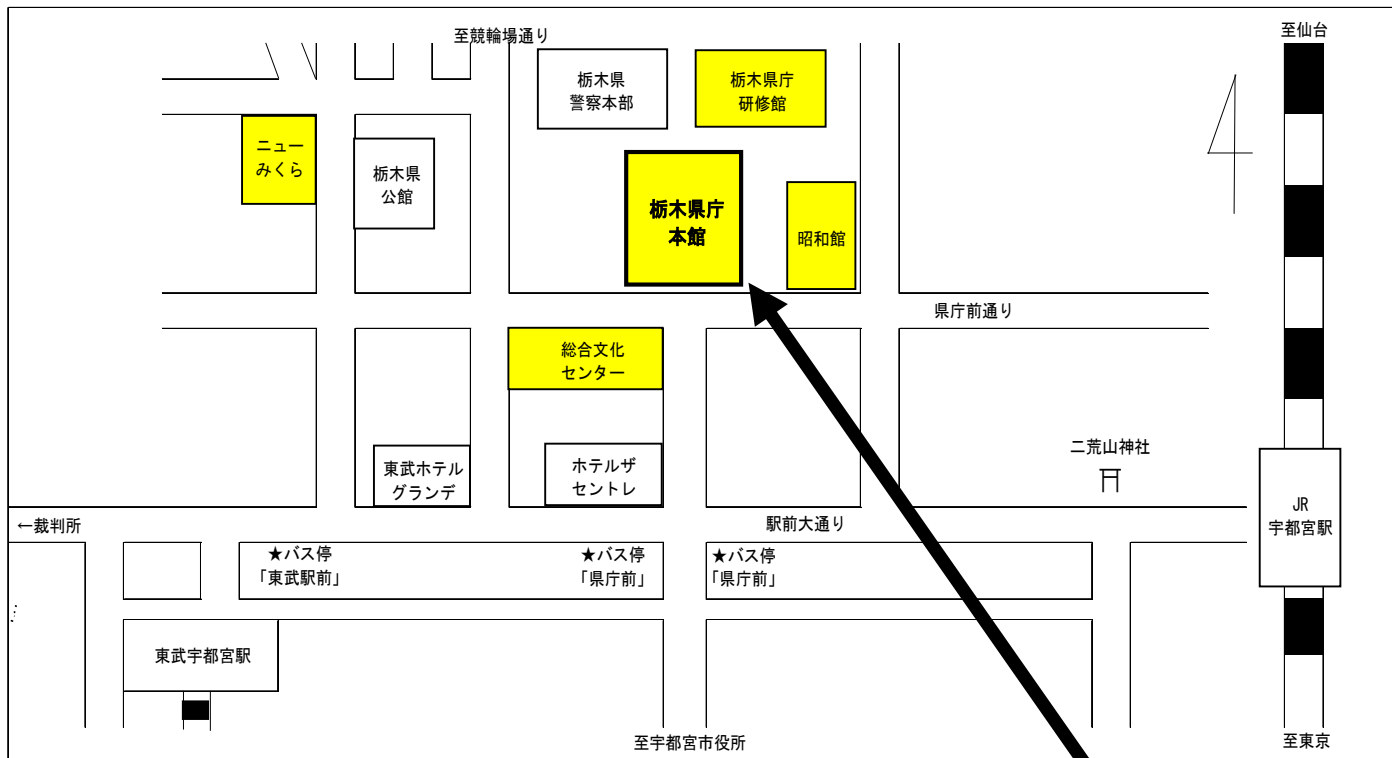 至競輪場通り
至仙台
栃木県
警察本部
栃木県庁
研修館
ニュー
みくら
栃木県
公館
栃木県庁
本館
昭和館
県庁前通り
総合文化
センター
二荒山神社
東武ホテル
グランデ
ホテルザ
セントレ
JR
宇都宮駅
←裁判所
駅前大通り
★バス停
「東武駅前」
★バス停
「県庁前」
★バス停
「県庁前」
東武宇都宮駅
至宇都宮市役所
至東京